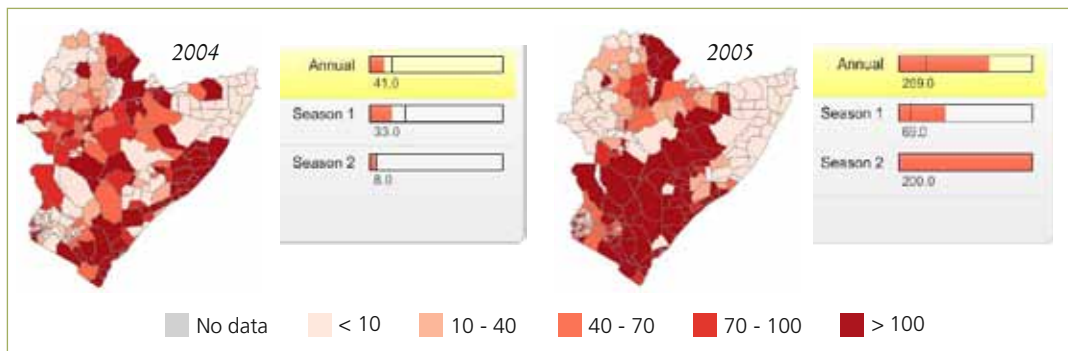 2004
Annual
41.0
Season 1
33.0
Season 2
8.0
2005
Annual
269.0
Season 1
69.0
Season 2
200.0
No data
< 10
10 - 40
40 - 70
70 - 100
> 100